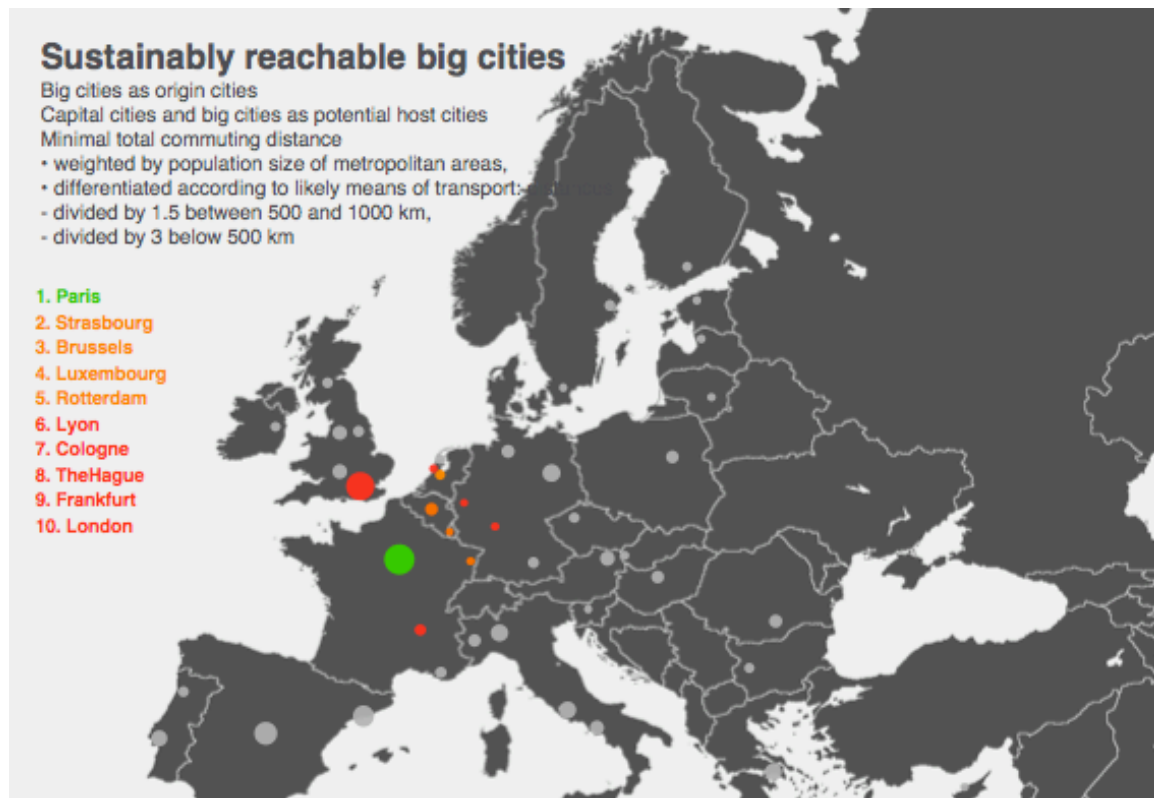 Sustainably reachable big cities
Big cities as origin cities
Capital cities and big cities as potential host cities
Minimal total commuting distance
• weighted by population size of metropolitan areas,
• differentiated according to likely means of transport: distances
- divided by 1.5 between 500 and 1000 km,
- divided by 3 below 500 km
1. Paris
2. Strasbourg
3. Brussels
4. Luxembourg
5. Rotterdam
6. Lyon
7. Cologne
8. TheHague
9. Frankfurt
10. London